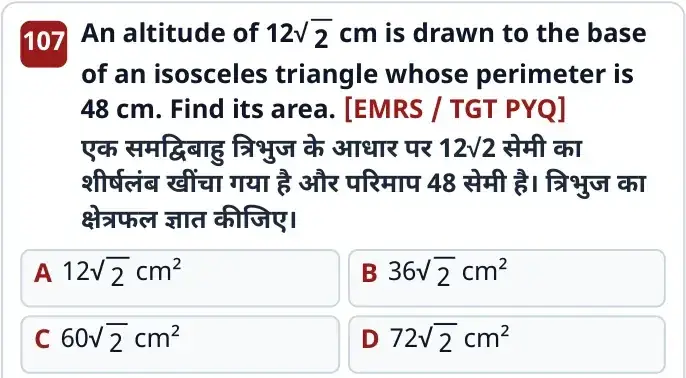 107 An altitude of 12√2 cm is drawn to the base
of an isosceles triangle whose perimeter is
48 cm. Find its area. [EMRS / TGT PYQ]
एक समद्विबाहु त्रिभुज के आधार पर 12√2 सेमी का
शीर्षलंब खींचा गया है और परिमाप 48 सेमी है। त्रिभुज का
क्षेत्रफल ज्ञात कीजिए।
A 12√2 cm²
B 36√2 cm²
C 60√2 cm²
D 72√2 cm²